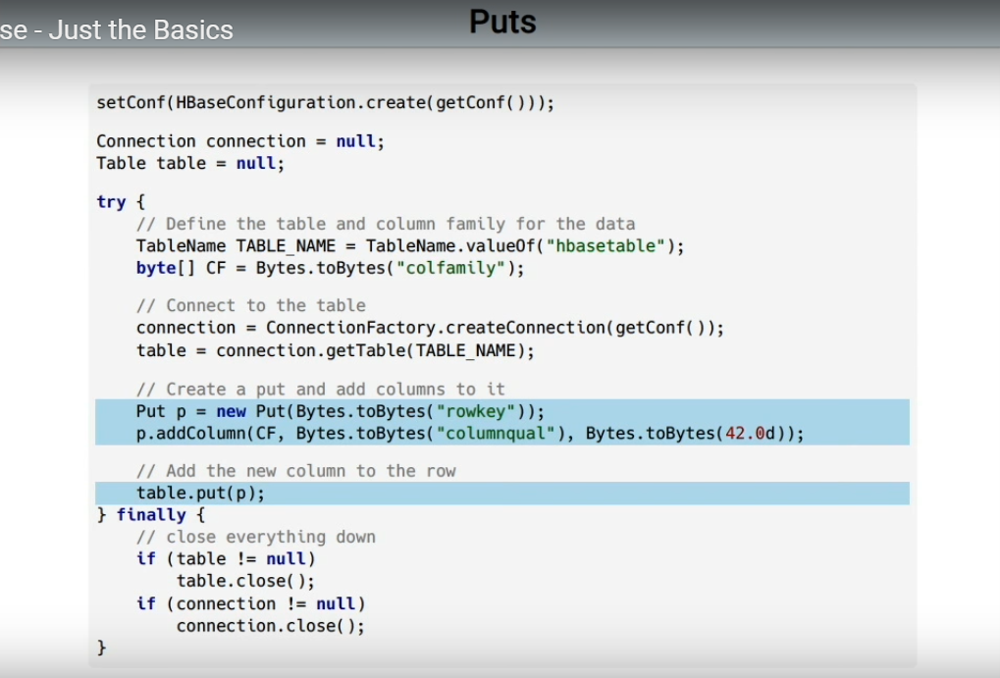 Puts
se - Just the Basics
setConf(HBaseConfiguration.create(getConf()));
Connection connection = null;
Table table = null;
try {
// Define the table and column family for the data
TableName TABLE_NAME = TableName.valueOf("hbasetable");
byte[] CF = Bytes.toBytes("colfamily");
// Connect to the table
connection = ConnectionFactory.createConnection(getConf());
table = connection.getTable(TABLE_NAME);
// Create a put and add columns to it
Put p = new Put(Bytes.toBytes("rowkey"));
p.addColumn(CF, Bytes.toBytes("columnqual"), Bytes.toBytes(42.0d));
// Add the new column to the row
table.put(p);
} finally {
// close everything down
if (table != null)
table.close();
if (connection != null)
connection.close();
}